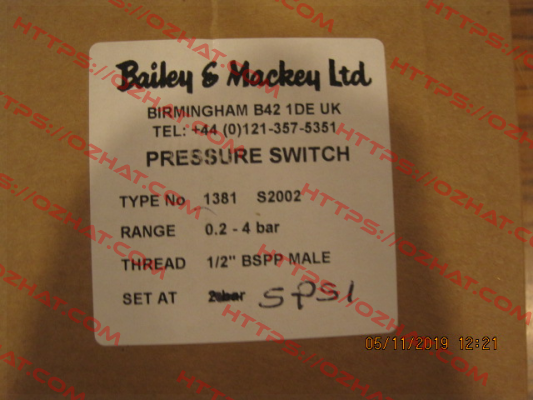 Bailey & Mackey Ltd
BIRMINGHAM B42 1DE UK
TEL: +44 (0)121-357-5351
PRESSURE SWITCH
TYPE No 1381 S2002
RANGE 0.2 - 4 bar
THREAD 1/2" BSPP MALE
SET AT 2bar 5PSI
05/11/2019 12:21
HTTPS://OZHAT.COM